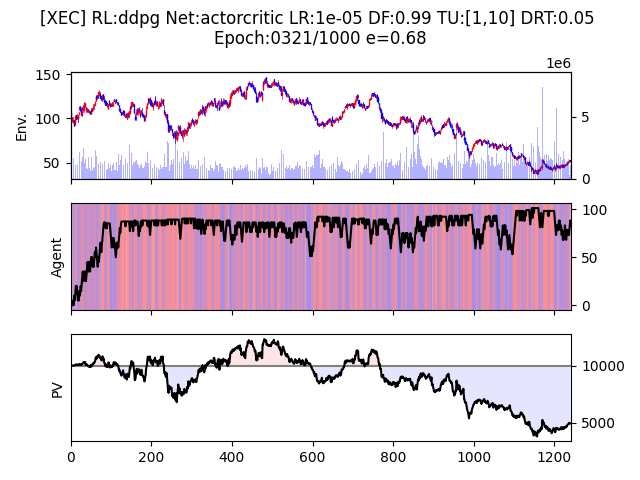 [XEC] RL:ddpg Net:actorcritic LR:1e-05 DF:0.99 TU:[1,10] DRT:0.05
Epoch:0321/1000 e=0.68
1e6
150
100
50
Env.
5
0
Agent
100
50
0
PV
10000
5000
0 200 400 600 800 1000 1200